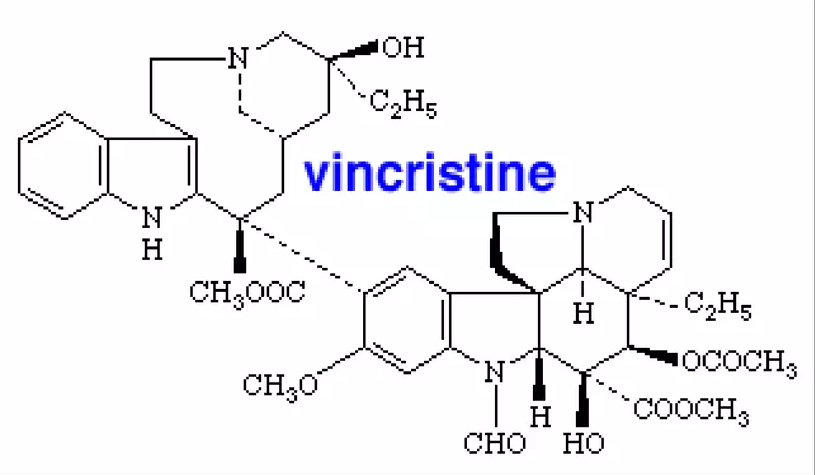 N
OH
C2H5
vincristine
N
H
N
CH3OOC
H
C2H5
OCOCH3
CH3O
N
H
COOCH3
CHO
HO